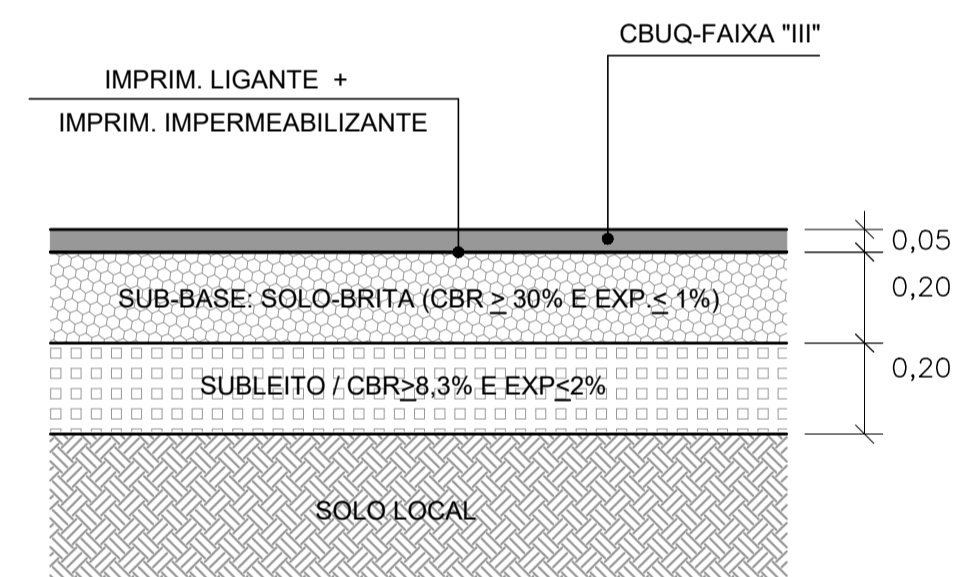 CBUQ-FAIXA "III"
IMPRIM. LIGANTE +
IMPRIM. IMPERMEABILIZANTE
0,05
0,20
SUB-BASE: SOLO-BRITA (CBR ≥ 30% E EXP.≤ 1%)
0,20
SUBLEITO / CBR≥8,3% E EXP≤2%
SOLO LOCAL